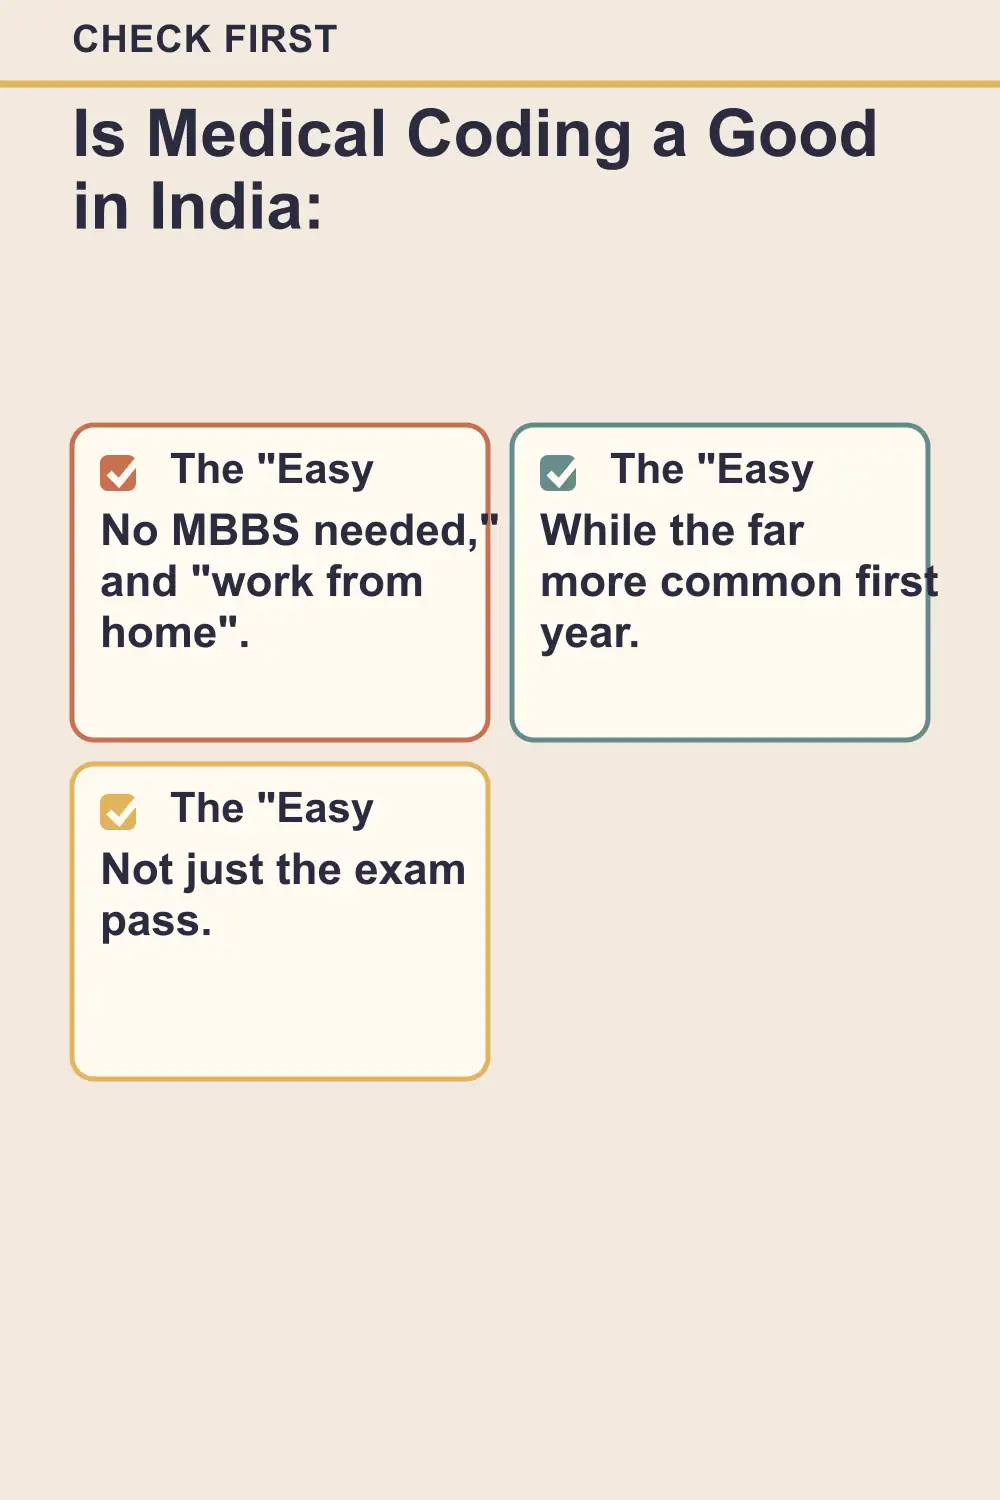 CHECK FIRST
Is Medical Coding a Good
in India:
The "Easy
No MBBS needed,"
and "work from
home".
The "Easy
While the far
more common first
year.
The "Easy
Not just the exam
pass.